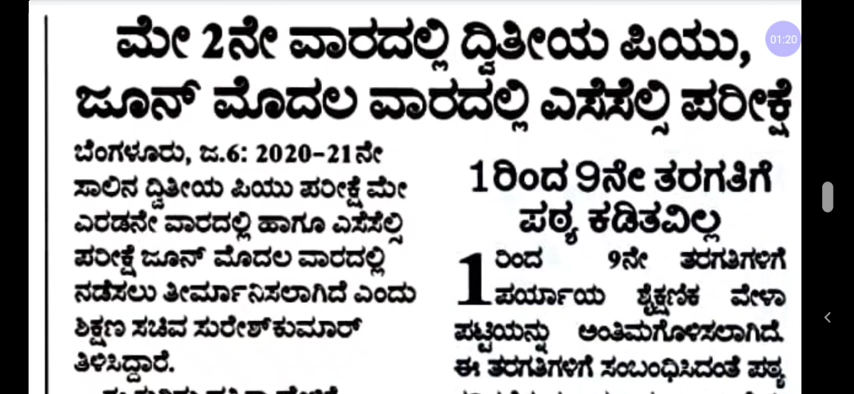 ಮೇ 2ನೇ ವಾರದಲ್ಲಿ ದ್ವಿತೀಯ ಪಿಯು,
ಜೂನ್ ಮೊದಲ ವಾರದಲ್ಲಿ ಎಸೆಸೆಲ್ಸಿ ಪರೀಕ್ಷೆ
01:20
ಬೆಂಗಳೂರು, ಜ.6: 2020-21ನೇ
ಸಾಲಿನ ದ್ವಿತೀಯ ಪಿಯು ಪರೀಕ್ಷೆ ಮೇ
ಎರಡನೇ ವಾರದಲ್ಲಿ ಹಾಗೂ ಎಸೆಸೆಲ್ಸಿ
ಪರೀಕ್ಷೆ ಜೂನ್ ಮೊದಲ ವಾರದಲ್ಲಿ
ನಡೆಸಲು ತೀರ್ಮಾನಿಸಲಾಗಿದೆ ಎಂದು
ಶಿಕ್ಷಣ ಸಚಿವ ಸುರೇಶ್‌ಕುಮಾರ್
ತಿಳಿಸಿದ್ದಾರೆ.
1ರಿಂದ 9ನೇ ತರಗತಿಗೆ
ಪಠ್ಯ ಕಡಿತವಿಲ್ಲ
1ರಿಂದ 9ನೇ ತರಗತಿಗಳಿಗೆ
ಪರ್ಯಾಯ ಶೈಕ್ಷಣಿಕ ವೇಳಾ
ಪಟ್ಟಿಯನ್ನು ಅಂತಿಮಗೊಳಿಸಲಾಗಿದೆ.
ಈ ತರಗತಿಗಳಿಗೆ ಸಂಬಂಧಿಸಿದಂತೆ ಪಠ್ಯ